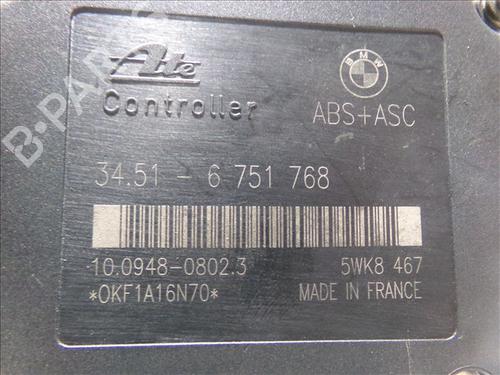 Ate
BMW
Controller
ABS+ASC
34.51 - 6 751 768
10.0948-0802.3
5WK8 467
*OKF1A16N70*
MADE IN FRANCE
B-PARTS